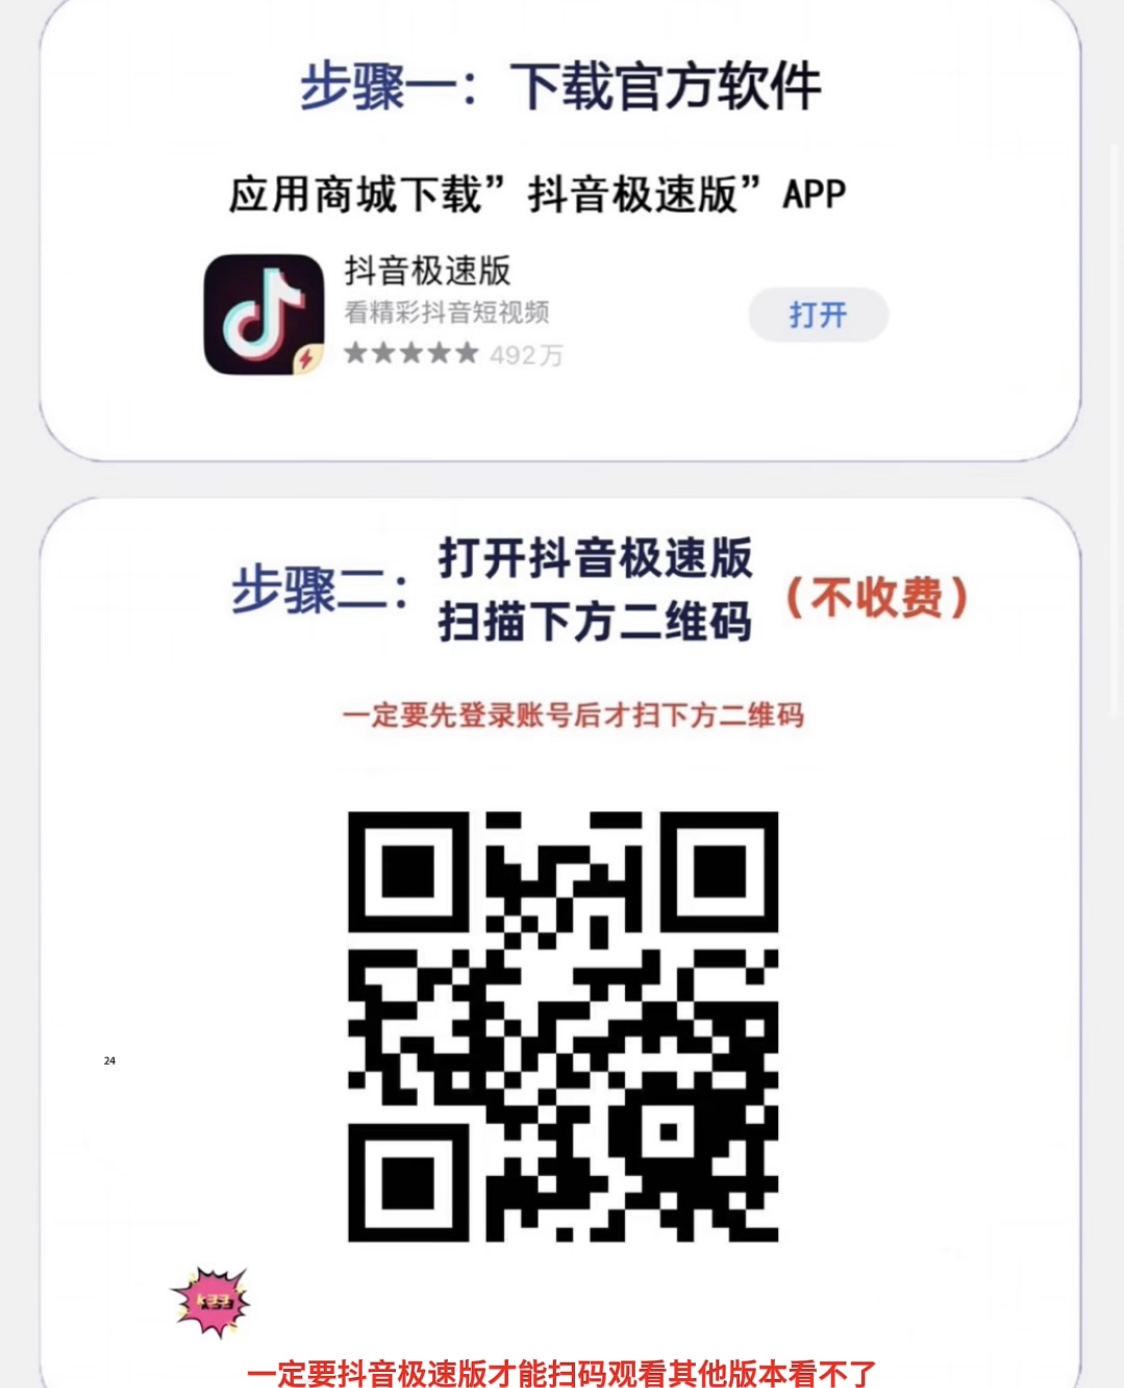 步骤一：下载官方软件
应用商城下载”抖音极速版”APP
抖音极速版
看精彩抖音短视频
★★★★★ 492万
打开
步骤二：
打开抖音极速版
扫描下方二维码
（不收费）
一定要先登录账号后才扫下方二维码
24
一定要抖音极速版才能扫码观看其他版本看不了